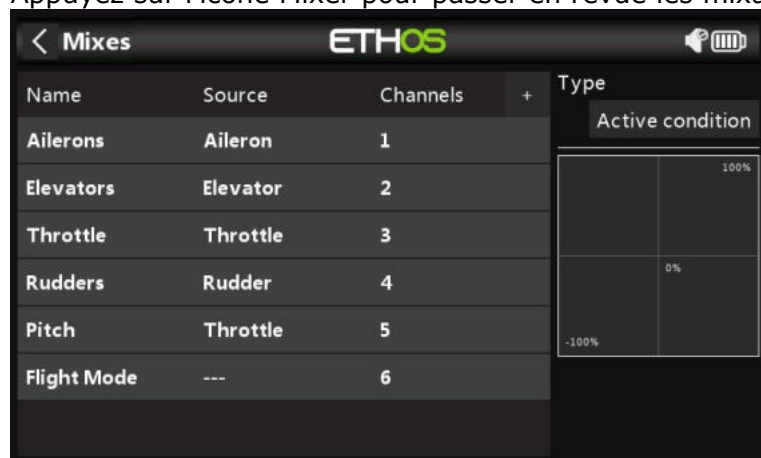 Appuyez sur l'icône Mixer pour passer en revue les mixa
< Mixes ETHOS
Name Source Channels + Type
Active condition
Ailerons Aileron 1
100%
Elevators Elevator 2
Throttle Throttle 3
0%
Rudders Rudder 4
Pitch Throttle 5
-100%
Flight Mode --- 6